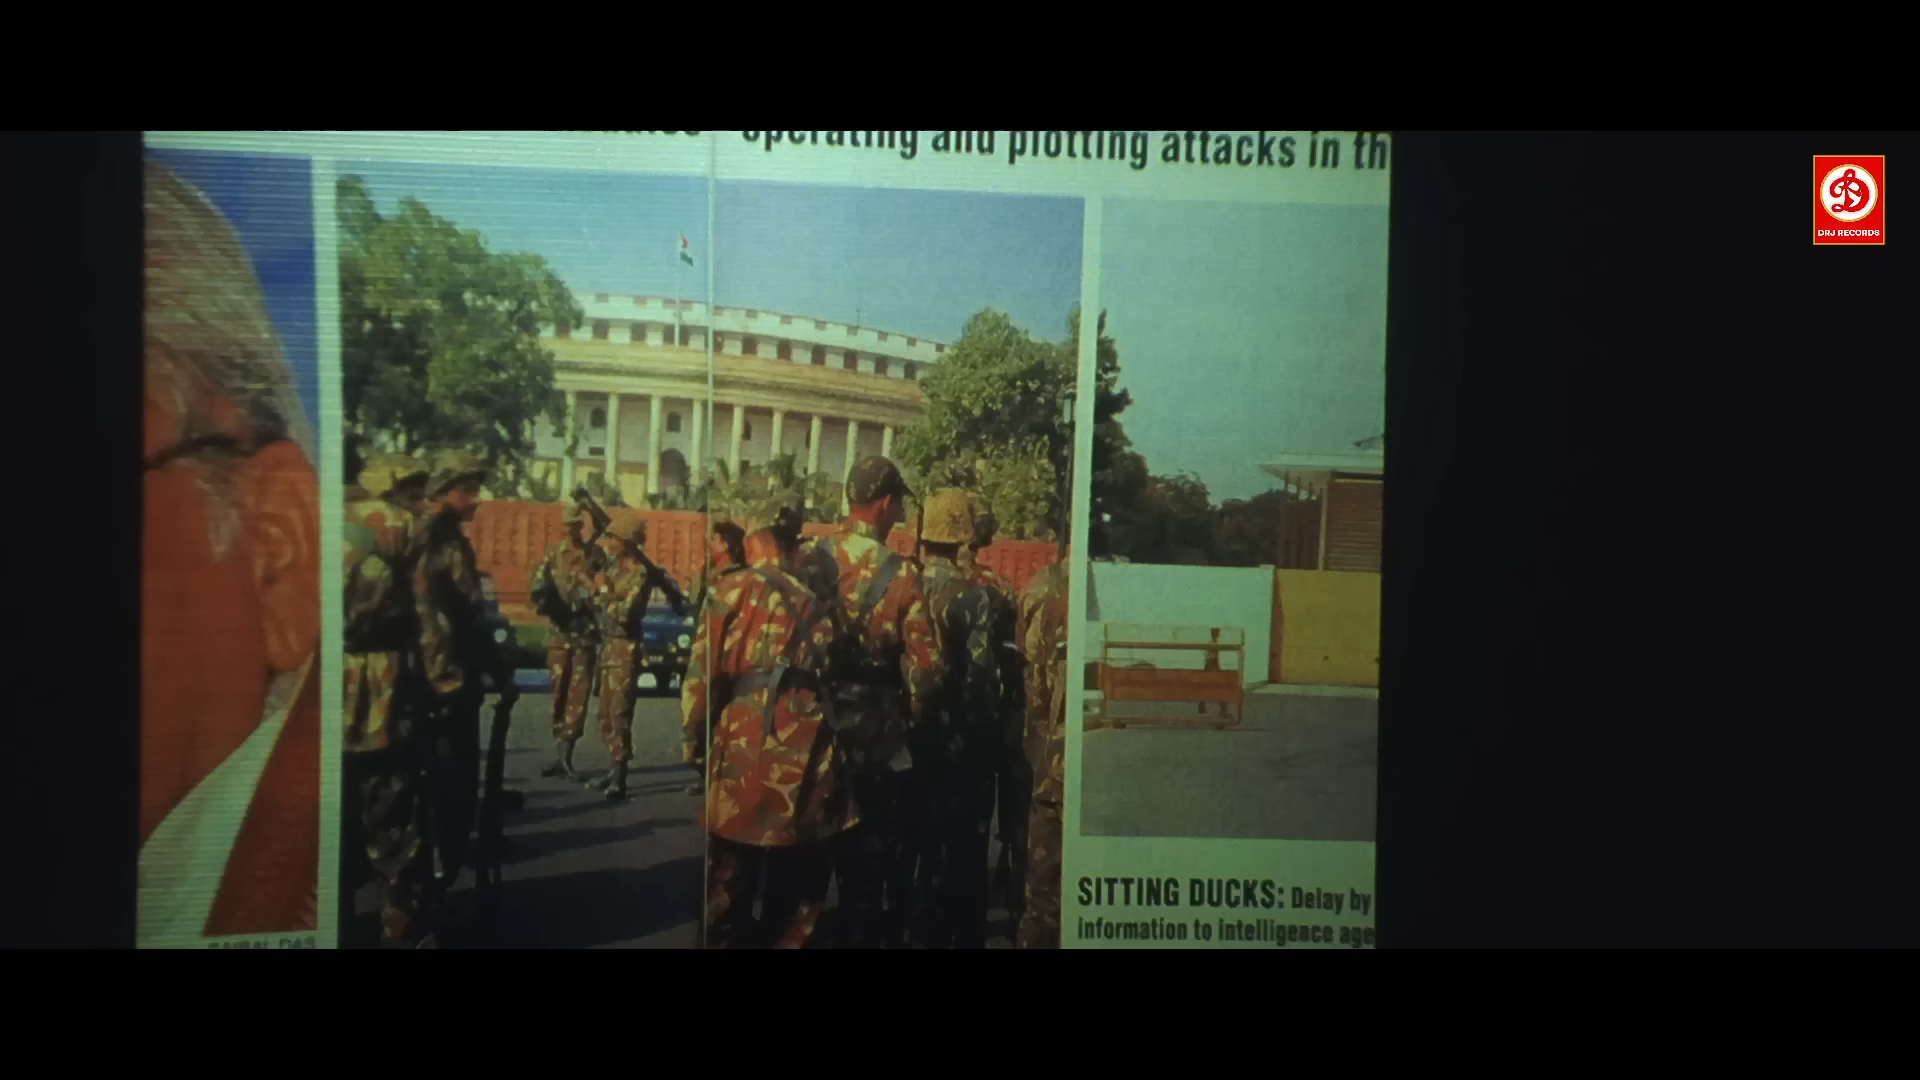 operating and plotting attacks in th
DRJ RECORDS
SITTING DUCKS: Delay by
information to intelligence age